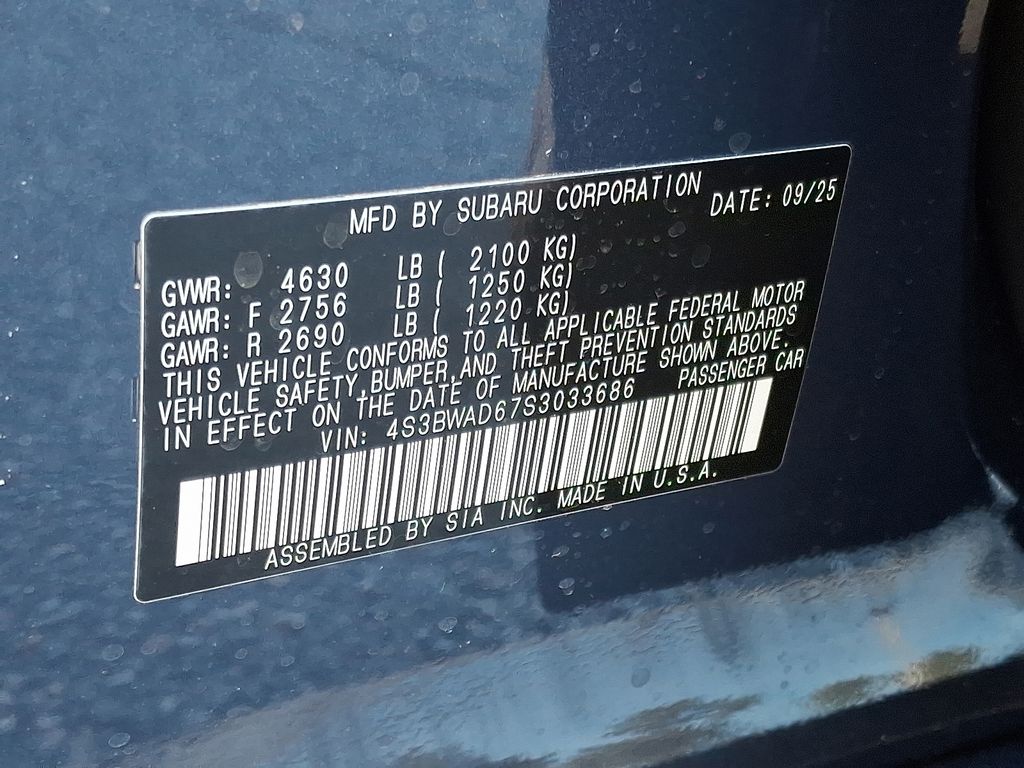 MFD BY SUBARU CORPORATION DATE: 09/25
GVWR: 4630 LB ( 2100 KG)
GAWR: F 2756 LB ( 1250 KG)
GAWR: R 2690 LB ( 1220 KG)
THIS VEHICLE CONFORMS TO ALL APPLICABLE FEDERAL MOTOR
VEHICLE SAFETY, BUMPER, AND THEFT PREVENTION STANDARDS
IN EFFECT ON THE DATE OF MANUFACTURE SHOWN ABOVE.
VIN: 4S3BWAD67S3033686 PASSENGER CAR
ASSEMBLED BY SIA INC. MADE IN U.S.A.